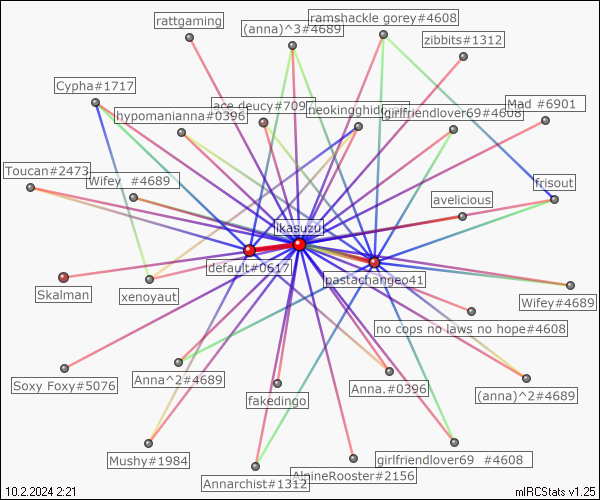 rattgaming
(anna)^3#4689
ramshackle gorey#4608
zibbits#1312
Cypha#1717
hypomanianna#0396
ace deucy#709
girlfriendlover69#4608
Mad #6901
Toucan#2473
Wifey #4689
avelicious
frisout
ikasuzu
default#0617
pastachangeo41
Skalman
xenoyaut
Wifey#4689
no cops no laws no hope#4608
Soxy Foxy#5076
Anna^2#4689
fakedingo
Anna.#0396
(anna)^2#4689
Mushy#1984
Annarchist#1312
AlpineRooster#2156
girlfriendlover69 #4608
10.2.2024 2:21
mIRCStats v1.25